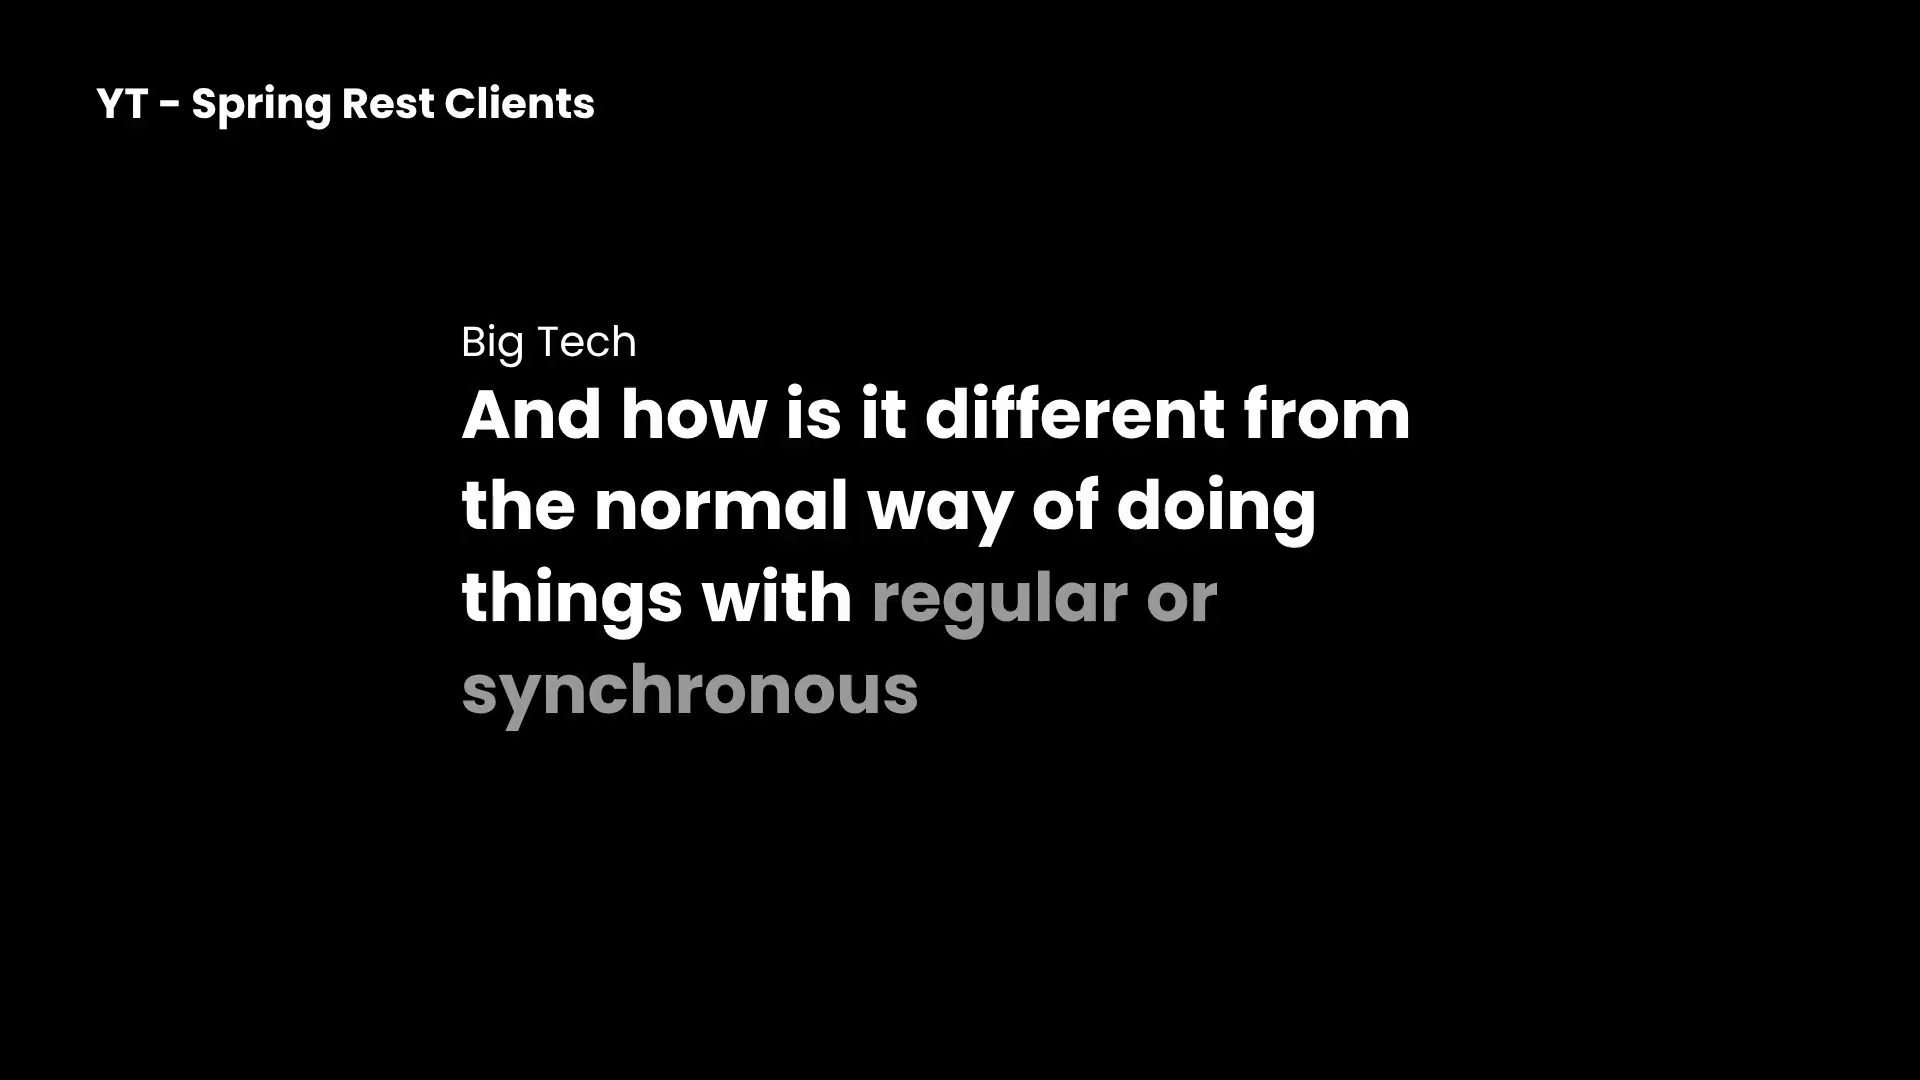 YT - Spring Rest Clients
Big Tech
And how is it different from
the normal way of doing
things with regular or
synchronous